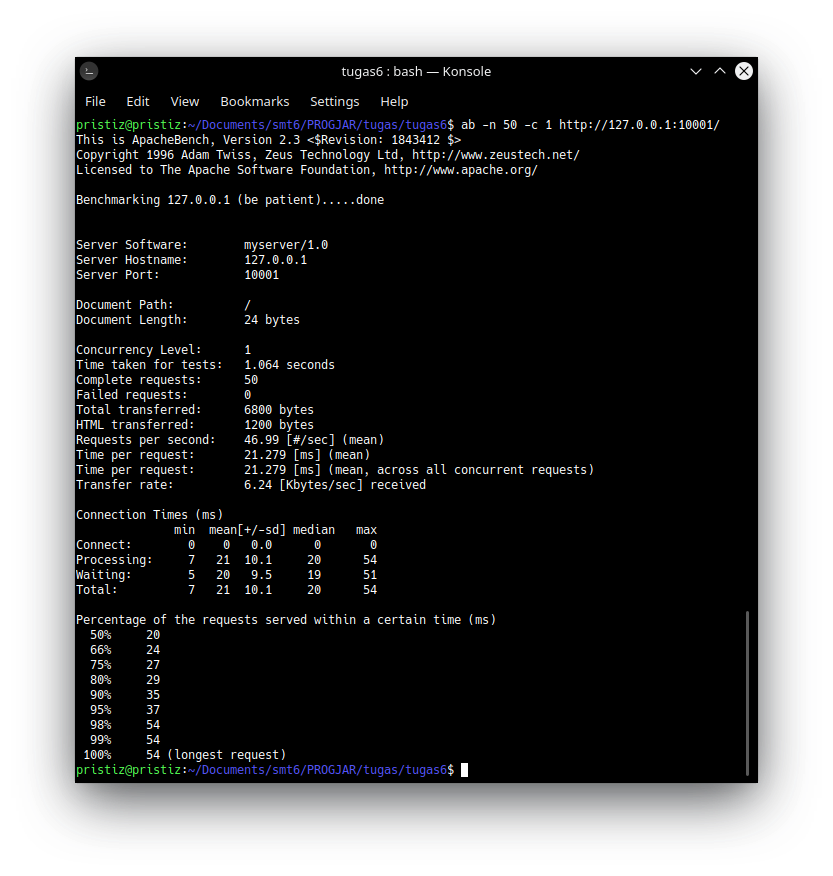 tugas6 : bash — Konsole
File Edit View Bookmarks Settings Help
pristiz@pristiz:~/Documents/smt6/PROGJAR/tugas/tugas6$ ab -n 50 -c 1 http://127.0.0.1:10001/
This is ApacheBench, Version 2.3 <$Revision: 1843412 $>
Copyright 1996 Adam Twiss, Zeus Technology Ltd, http://www.zeustech.net/
Licensed to The Apache Software Foundation, http://www.apache.org/

Benchmarking 127.0.0.1 (be patient).....done


Server Software:        myserver/1.0
Server Hostname:        127.0.0.1
Server Port:            10001

Document Path:          /
Document Length:        24 bytes

Concurrency Level:      1
Time taken for tests:   1.064 seconds
Complete requests:      50
Failed requests:        0
Total transferred:      6800 bytes
HTML transferred:       1200 bytes
Requests per second:    46.99 [#/sec] (mean)
Time per request:       21.279 [ms] (mean)
Time per request:       21.279 [ms] (mean, across all concurrent requests)
Transfer rate:          6.24 [Kbytes/sec] received

Connection Times (ms)
              min  mean[+/-sd] median   max
Connect:        0    0   0.0      0       0
Processing:     7   21  10.1     20      54
Waiting:        5   20   9.5     19      51
Total:          7   21  10.1     20      54

Percentage of the requests served within a certain time (ms)
  50%     20
  66%     24
  75%     27
  80%     29
  90%     35
  95%     37
  98%     54
  99%     54
 100%     54 (longest request)
pristiz@pristiz:~/Documents/smt6/PROGJAR/tugas/tugas6$